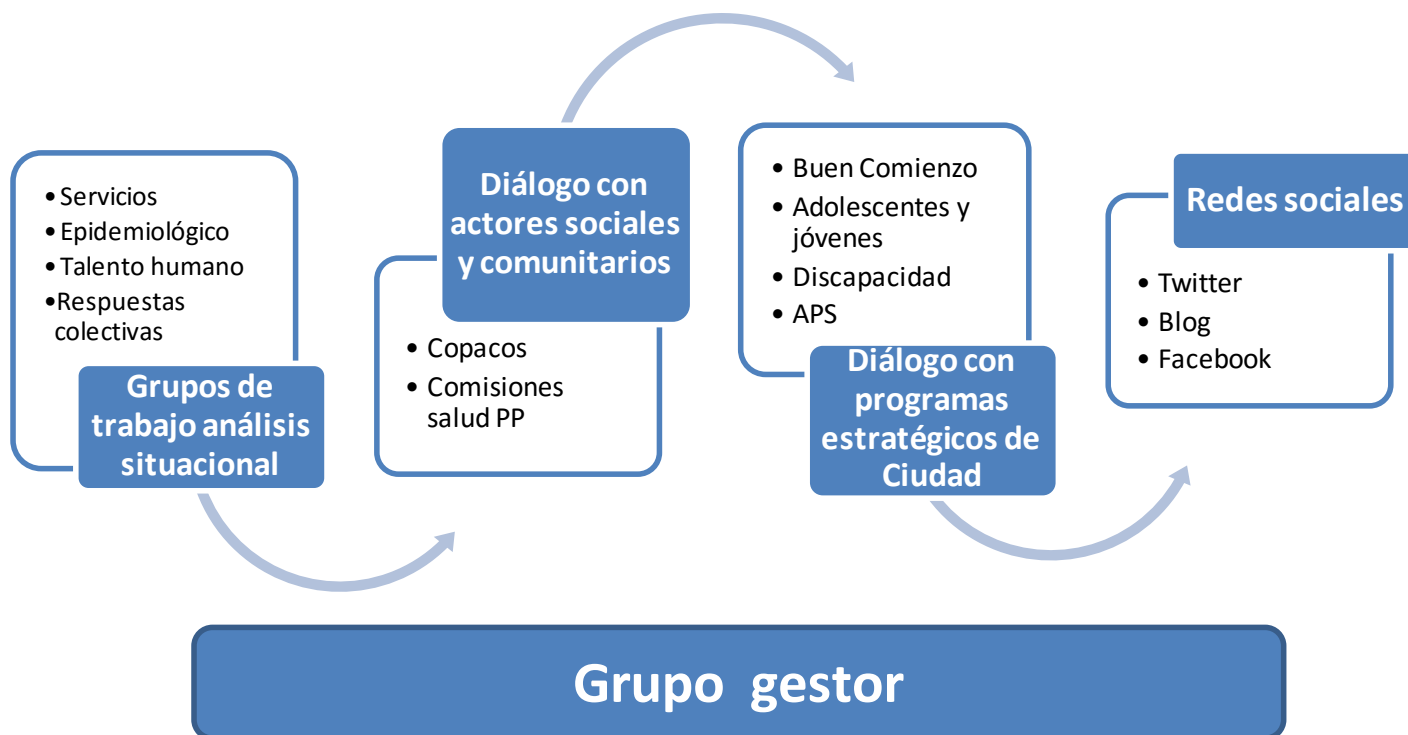 •Servicios
•Epidemiológico
•Talento humano
•Respuestas
colectivas
Grupos de
trabajo análisis
situacional
Diálogo con
actores sociales
y comunitarios
• Copacos
• Comisiones
salud PP
• Buen Comienzo
• Adolescentes y
jóvenes
• Discapacidad
• APS
Diálogo con
programas
estratégicos de
Ciudad
Redes sociales
• Twitter
• Blog
• Facebook
Grupo gestor